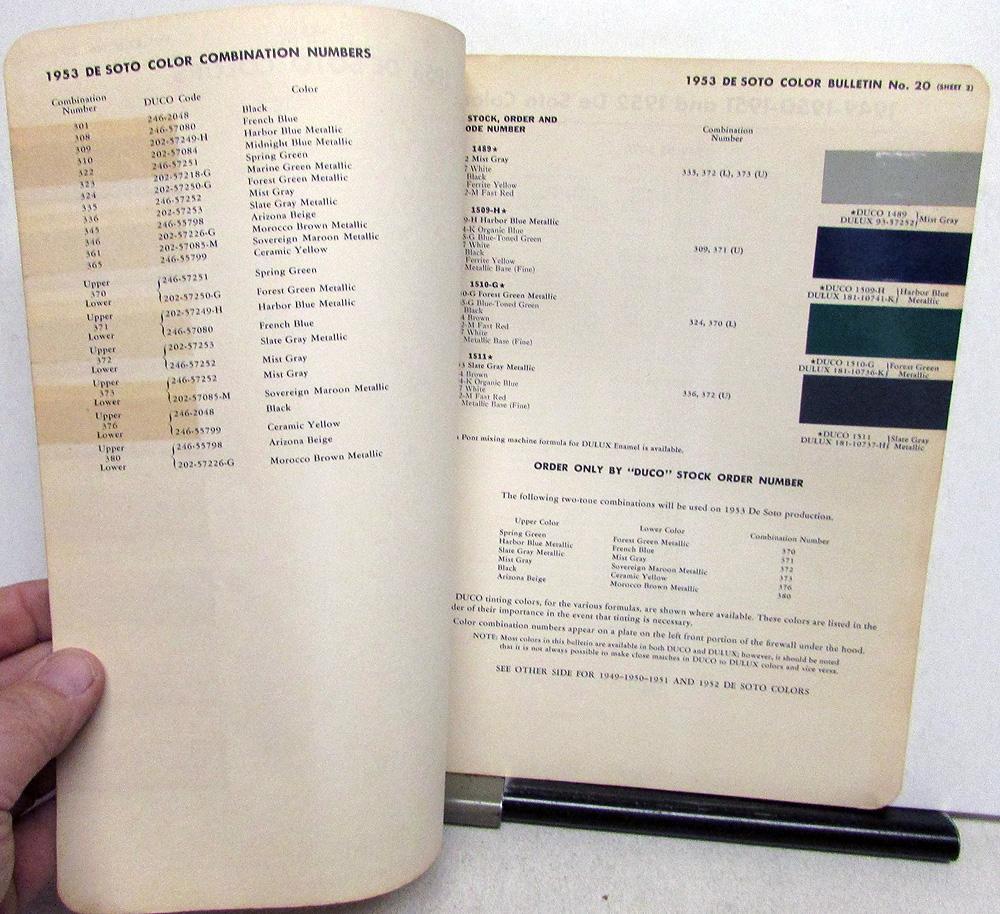 1953 DE SOTO COLOR COMBINATION NUMBERS
Combination Number DUCO Code Color
301 246-2048 Black
308 246-57080 French Blue
309 202-57249-H Harbor Blue Metallic
310 202-57084 Midnight Blue Metallic
322 246-57251 Spring Green
323 202-57218-G Marine Green Metallic
324 202-57250-G Forest Green Metallic
335 246-57252 Mist Gray
336 202-57253 Slate Gray Metallic
345 246-55798 Arizona Beige
346 202-57226-G Morocco Brown Metallic
361 202-57085-M Sovereign Maroon Metallic
365 246-55799 Ceramic Yellow
Upper 246-57251 Spring Green
370
Lower 202-57250-G Forest Green Metallic
Upper 202-57249-H Harbor Blue Metallic
371
Lower 246-57080 French Blue
Upper 202-57253 Slate Gray Metallic
372
Lower 246-57252 Mist Gray
Upper 246-57252 Mist Gray
373
Lower 202-57085-M Sovereign Maroon Metallic
Upper 246-2048 Black
376
Lower 246-55799 Ceramic Yellow
Upper 246-55798 Arizona Beige
380
Lower 202-57226-G Morocco Brown Metallic
1953 DE SOTO COLOR BULLETIN No. 20 (SHEET 2)
STOCK, ORDER AND
ODE NUMBER
Combination
Number
1489★
2 Mist Gray
7 White
Black
Ferrite Yellow
2-M Fast Red
335, 372 (L), 373 (U)
★DUCO 1489
DULUX 93-57252
Mist Gray
1509-H★
9-H Harbor Blue Metallic
4-K Organic Blue
5-G Blue-Toned Green
7 White
Black
Ferrite Yellow
Metallic Base (Fine)
309, 371 (U)
★DUCO 1509-H Harbor Blue
DULUX 181-10741-K Metallic
1510-G★
0-G Forest Green Metallic
5-G Blue-Toned Green
Black
4 Brown
2-M Fast Red
7 White
Metallic Base (Fine)
324, 370 (L)
★DUCO 1510-G Forest Green
DULUX 181-10736-K Metallic
1511★
3 Slate Gray Metallic
4 Brown
4-K Organic Blue
7 White
2-M Fast Red
Metallic Base (Fine)
336, 372 (U)
★DUCO 1511 Slate Gray
DULUX 181-10737-H Metallic
Pont mixing machine formula for DULUX Enamel is available.
ORDER ONLY BY "DUCO" STOCK ORDER NUMBER
The following two-tone combinations will be used on 1953 De Soto production.
Upper Color Lower Color Combination Number
Spring Green Forest Green Metallic 370
Harbor Blue Metallic French Blue 371
Slate Gray Metallic Mist Gray 372
Mist Gray Sovereign Maroon Metallic 373
Black Ceramic Yellow 376
Arizona Beige Morocco Brown Metallic 380
DUCO tinting colors, for the various formulas, are shown where available. These colors are listed in the
der of their importance in the event that tinting is necessary.
Color combination numbers appear on a plate on the left front portion of the firewall under the hood.
NOTE: Most colors in this bulletin are available in both DUCO and DULUX; however, it should be noted
that it is not always possible to make close matches in DUCO to DULUX colors and vice versa.
SEE OTHER SIDE FOR 1949-1950-1951 AND 1952 DE SOTO COLORS